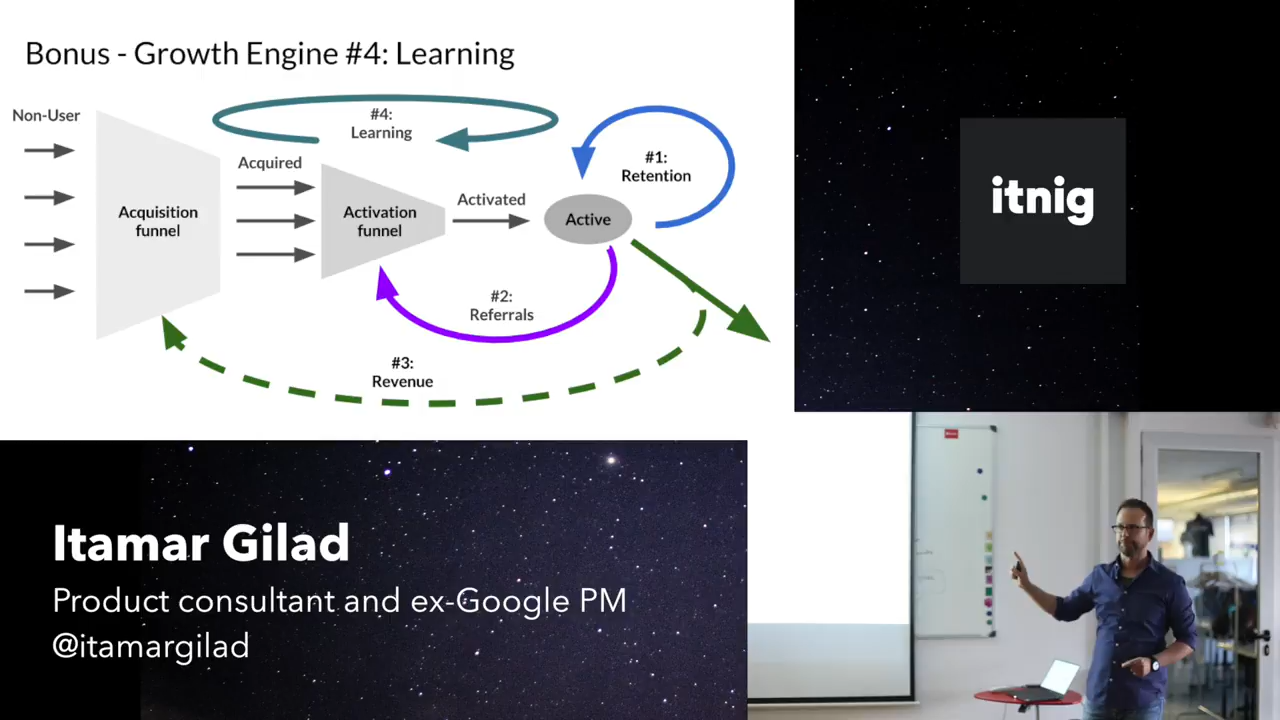 Bonus - Growth Engine #4: Learning
Non-User
#4:
Learning
Acquired
#1:
Retention
Activated
Acquisition
funnel
Activation
funnel
Active
#2:
Referrals
#3:
Revenue
itnig
Itamar Gilad
Product consultant and ex-Google PM
@itamargilad